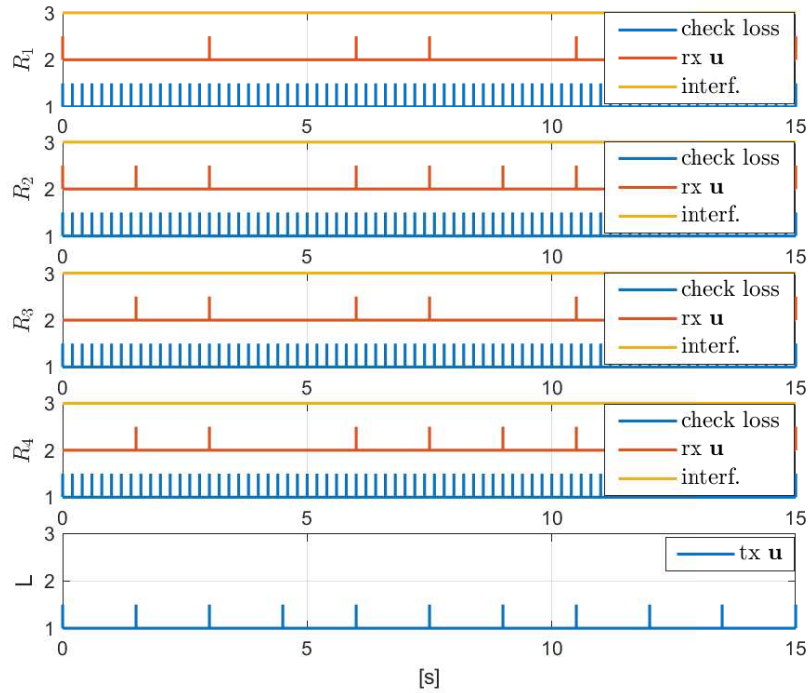 3
2
1
R1
check loss
rx u
interf.
0 5 10 15
3
2
1
R2
check loss
rx u
interf.
0 5 10 15
3
2
1
R3
check loss
rx u
interf.
0 5 10 15
3
2
1
R4
check loss
rx u
interf.
0 5 10 15
3
2
1
L
tx u
0 5 10 15
[s]